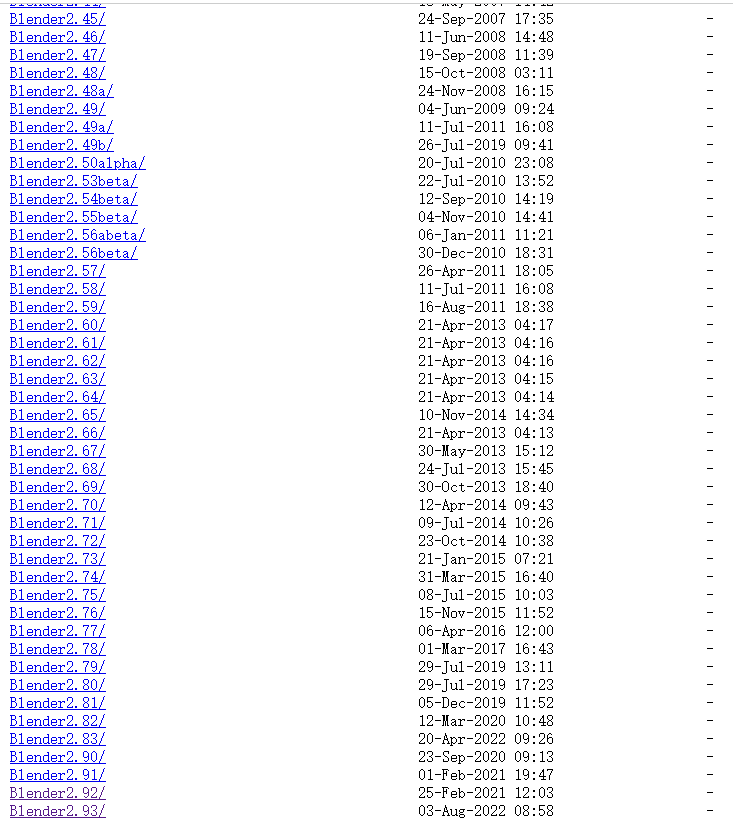 Blender2.45/ 24-Sep-2007 17:35 -
Blender2.46/ 11-Jun-2008 14:48 -
Blender2.47/ 19-Sep-2008 11:39 -
Blender2.48/ 15-Oct-2008 03:11 -
Blender2.48a/ 24-Nov-2008 16:15 -
Blender2.49/ 04-Jun-2009 09:24 -
Blender2.49a/ 11-Jul-2011 16:08 -
Blender2.49b/ 26-Jul-2019 09:41 -
Blender2.50alpha/ 20-Jul-2010 23:08 -
Blender2.53beta/ 22-Jul-2010 13:52 -
Blender2.54beta/ 12-Sep-2010 14:19 -
Blender2.55beta/ 04-Nov-2010 14:41 -
Blender2.56abeta/ 06-Jan-2011 11:21 -
Blender2.56beta/ 30-Dec-2010 18:31 -
Blender2.57/ 26-Apr-2011 18:05 -
Blender2.58/ 11-Jul-2011 16:08 -
Blender2.59/ 16-Aug-2011 18:38 -
Blender2.60/ 21-Apr-2013 04:17 -
Blender2.61/ 21-Apr-2013 04:16 -
Blender2.62/ 21-Apr-2013 04:16 -
Blender2.63/ 21-Apr-2013 04:15 -
Blender2.64/ 21-Apr-2013 04:14 -
Blender2.65/ 10-Nov-2014 14:34 -
Blender2.66/ 21-Apr-2013 04:13 -
Blender2.67/ 30-May-2013 15:12 -
Blender2.68/ 24-Jul-2013 15:45 -
Blender2.69/ 30-Oct-2013 18:40 -
Blender2.70/ 12-Apr-2014 09:43 -
Blender2.71/ 09-Jul-2014 10:26 -
Blender2.72/ 23-Oct-2014 10:38 -
Blender2.73/ 21-Jan-2015 07:21 -
Blender2.74/ 31-Mar-2015 16:40 -
Blender2.75/ 08-Jul-2015 10:03 -
Blender2.76/ 15-Nov-2015 11:52 -
Blender2.77/ 06-Apr-2016 12:00 -
Blender2.78/ 01-Mar-2017 16:43 -
Blender2.79/ 29-Jul-2019 13:11 -
Blender2.80/ 29-Jul-2019 17:23 -
Blender2.81/ 05-Dec-2019 11:52 -
Blender2.82/ 12-Mar-2020 10:48 -
Blender2.83/ 20-Apr-2022 09:26 -
Blender2.90/ 23-Sep-2020 09:13 -
Blender2.91/ 01-Feb-2021 19:47 -
Blender2.92/ 25-Feb-2021 12:03 -
Blender2.93/ 03-Aug-2022 08:58 -